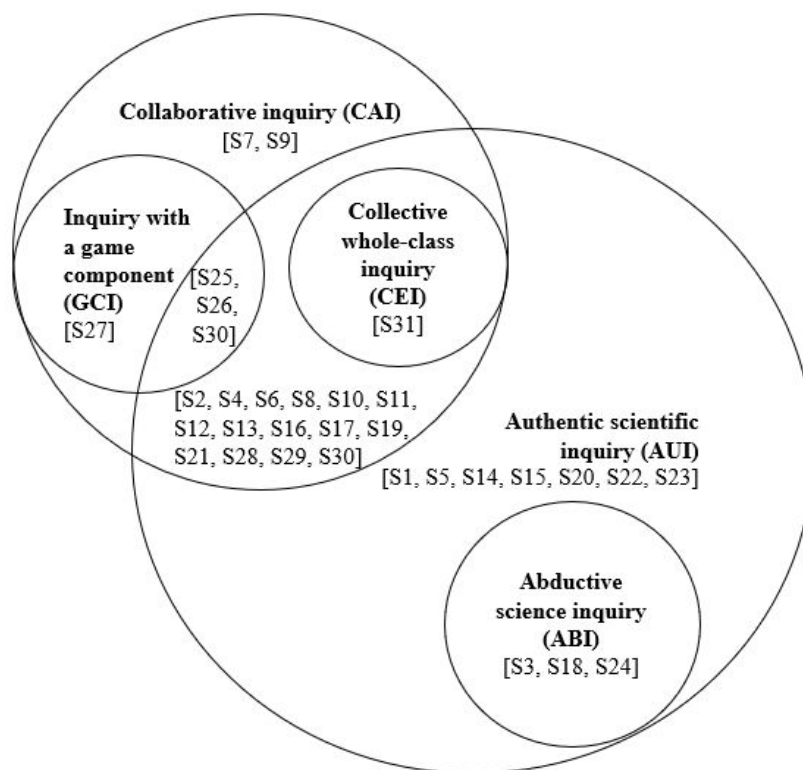 Collaborative inquiry (CAI)
[S7, S9]
Inquiry with
a game
component
(GCI)
[S27]
[S25,
S26,
S30]
Collective
whole-class
inquiry
(CEI)
[S31]
[S2, S4, S6, S8, S10, S11,
S12, S13, S16, S17, S19,
S21, S28, S29, S30]
Authentic scientific
inquiry (AUI)
[S1, S5, S14, S15, S20, S22, S23]
Abductive
science inquiry
(ABI)
[S3, S18, S24]